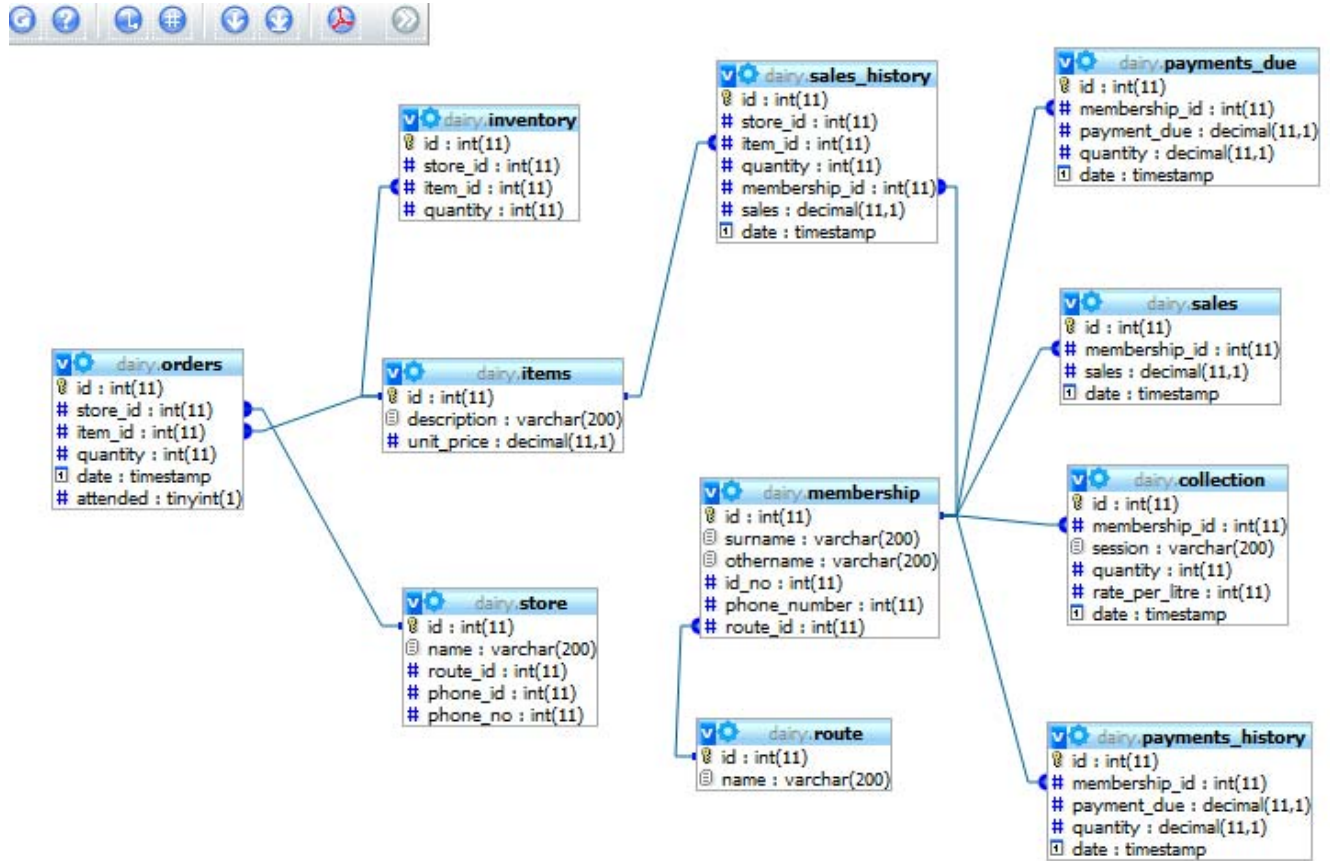 dairy.inventory
id : int(11)
# store_id : int(11)
# item_id : int(11)
# quantity : int(11)
dairy.sales_history
id : int(11)
# store_id : int(11)
# item_id : int(11)
# quantity : int(11)
# membership_id : int(11)
# sales : decimal(11,1)
date : timestamp
dairy.payments_due
id : int(11)
# membership_id : int(11)
# payment_due : decimal(11,1)
# quantity : decimal(11,1)
date : timestamp
dairy.orders
id : int(11)
# store_id : int(11)
# item_id : int(11)
# quantity : int(11)
date : timestamp
# attended : tinyint(1)
dairy.items
id : int(11)
description : varchar(200)
# unit_price : decimal(11,1)
dairy.sales
id : int(11)
# membership_id : int(11)
# sales : decimal(11,1)
date : timestamp
dairy.membership
id : int(11)
surname : varchar(200)
othername : varchar(200)
# id_no : int(11)
# phone_number : int(11)
# route_id : int(11)
dairy.collection
id : int(11)
# membership_id : int(11)
session : varchar(200)
# quantity : int(11)
# rate_per_litre : int(11)
date : timestamp
dairy.store
id : int(11)
name : varchar(200)
# route_id : int(11)
# phone_id : int(11)
# phone_no : int(11)
dairy.route
id : int(11)
name : varchar(200)
dairy.payments_history
id : int(11)
# membership_id : int(11)
# payment_due : decimal(11,1)
# quantity : decimal(11,1)
date : timestamp